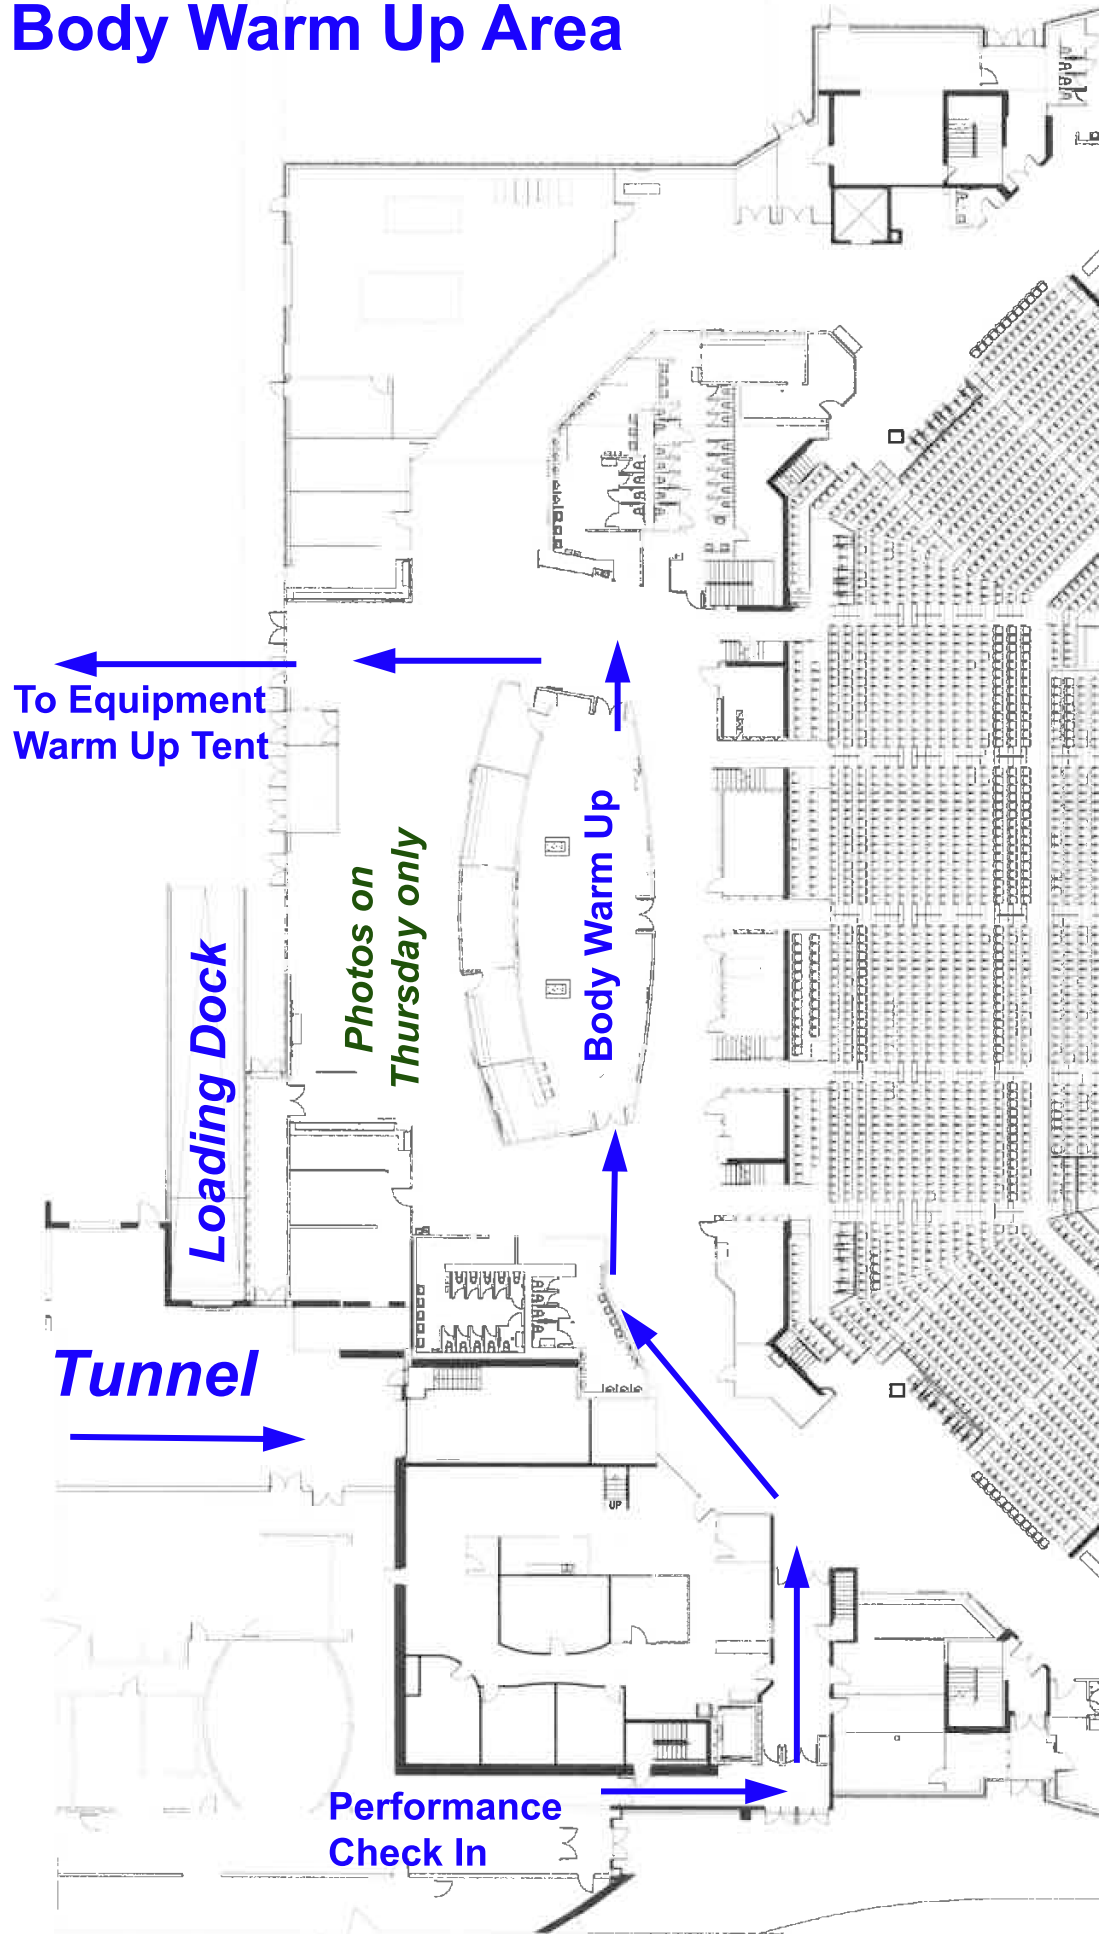 Body Warm Up Area
To Equipment
Warm Up Tent
Photos on
Thursday only
Body Warm Up
Loading Dock
Tunnel
UP
Performance
Check In